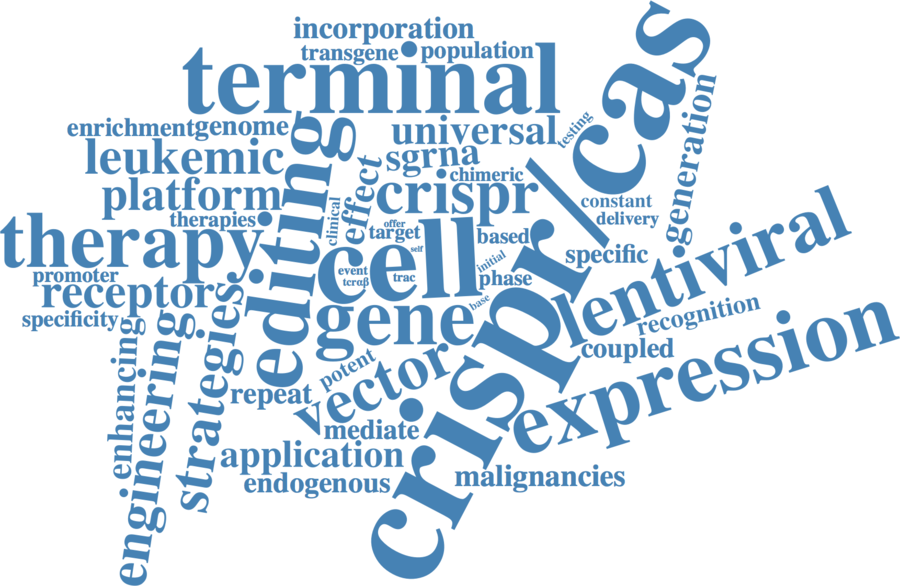 incorporation
transgene
population
terminal
cas
crispr/
enrichment
genome
universal
testing
generation
leukemic
editing
sgrna
chimeric
platform
effect
crispr
constant
delivery
therapies
clinical
offer
target
self
based
specific
lentiviral
therapy
cell
event
tcrαβ
trac
initial
phase
base
promoter
receptor
specificity
gene
recognition
expression
enhancing
engineering
strategies
coupled
potent
vector
repeat
mediate
application
endogenous
malignancies